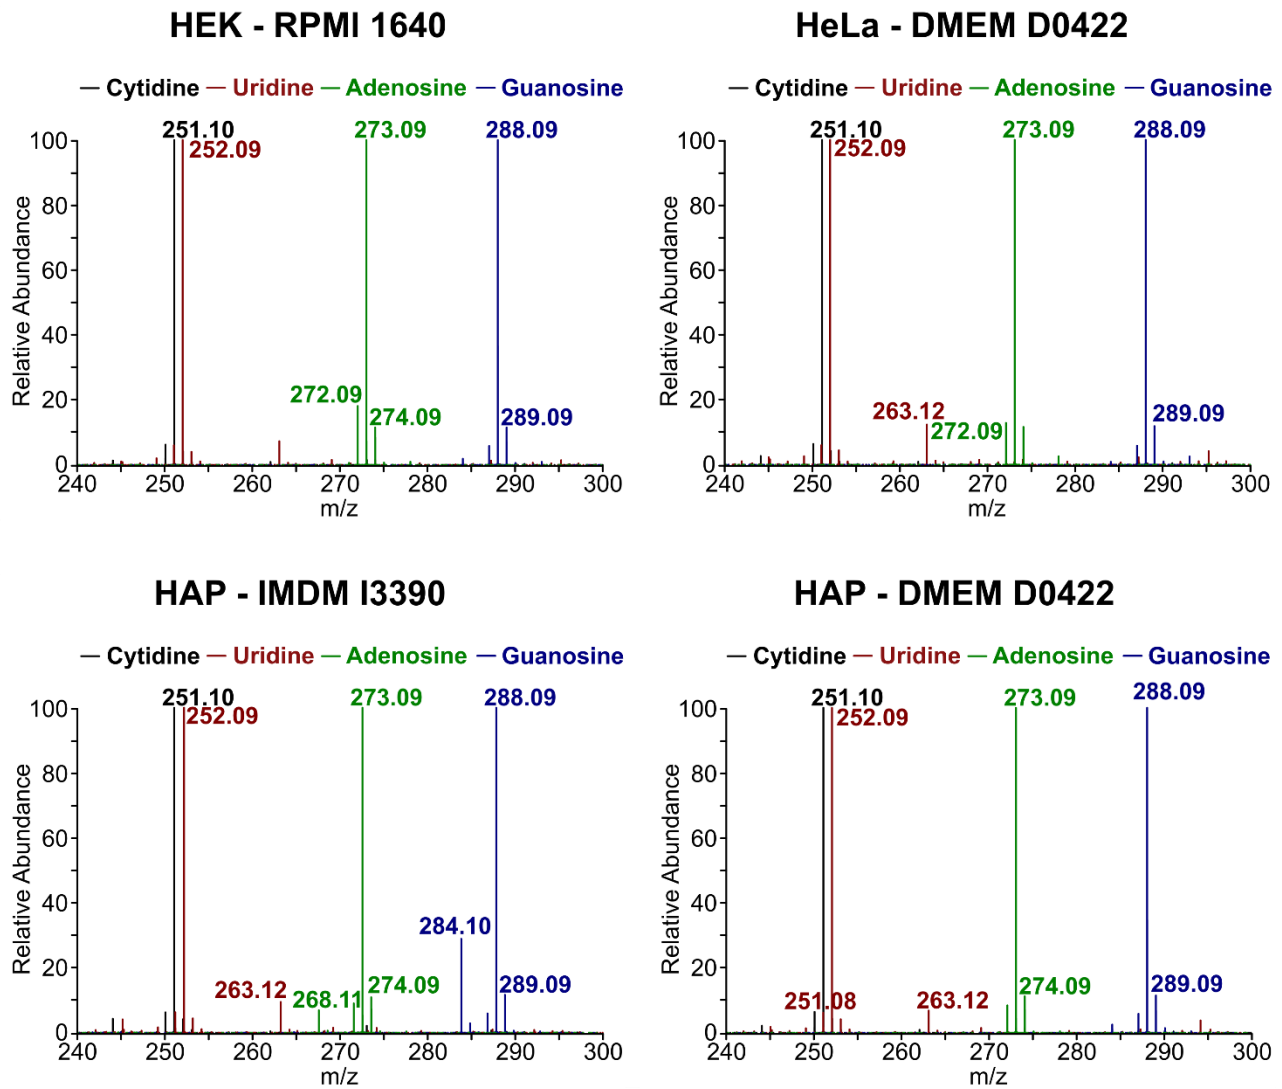 HEK - RPMI 1640
Cytidine Uridine Adenosine Guanosine
251.10
252.09
273.09
288.09
272.09
274.09
289.09
100
80
60
40
20
0
Relative Abundance
240 250 260 270 280 290 300
m/z
HeLa - DMEM D0422
Cytidine Uridine Adenosine Guanosine
251.10
252.09
273.09
288.09
263.12
272.09
289.09
100
80
60
40
20
0
Relative Abundance
240 250 260 270 280 290 300
m/z
HAP - IMDM I3390
Cytidine Uridine Adenosine Guanosine
251.10
252.09
273.09
288.09
284.10
263.12
268.11
274.09
289.09
100
80
60
40
20
0
Relative Abundance
240 250 260 270 280 290 300
m/z
HAP - DMEM D0422
Cytidine Uridine Adenosine Guanosine
251.10
252.09
273.09
288.09
251.08
263.12
274.09
289.09
100
80
60
40
20
0
Relative Abundance
240 250 260 270 280 290 300
m/z